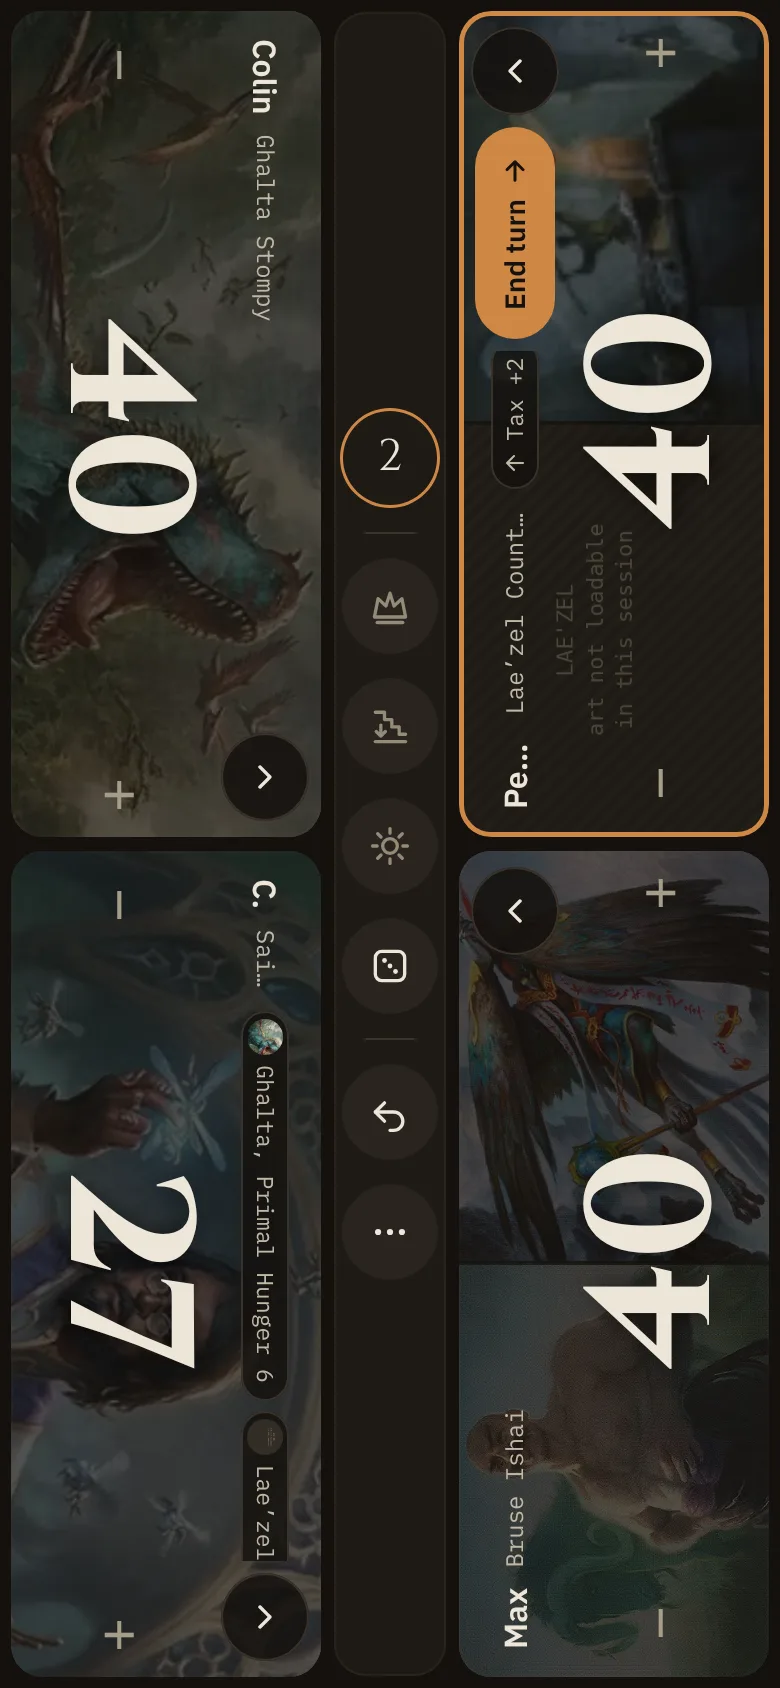 Colin Ghalta Stompy
40
C. Sai…
Ghalta, Primal Hunger 6
Lae’zel
27
2
End turn →
↑ Tax +2
Pe… Lae’zel Count…
LAE'ZEL
art not loadable
in this session
40
Max Bruse Ishai
40